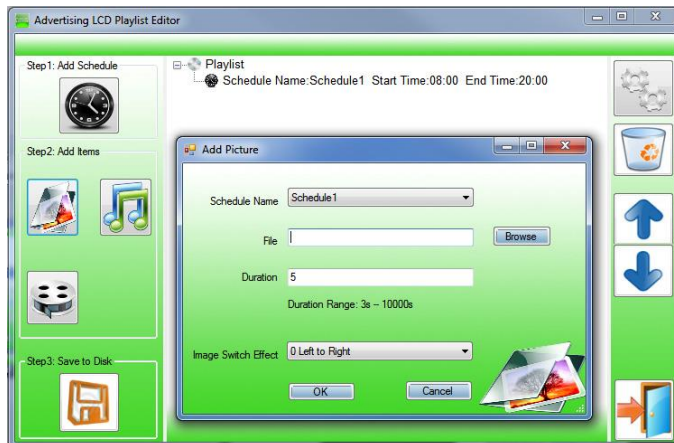 Advertising LCD Playlist Editor
Step1: Add Schedule
Playlist
Schedule Name:Schedule1 Start Time:08:00 End Time:20:00
Step2: Add Items
Add Picture
Schedule Name
Schedule1
File
Browse
Duration
5
Duration Range: 3s -- 10000s
Image Switch Effect
0 Left to Right
OK
Cancel
Step3: Save to Disk